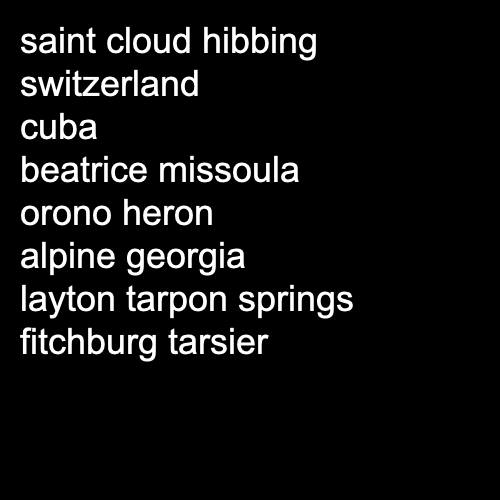 saint cloud hibbing
switzerland
cuba
beatrice missoula
orono heron
alpine georgia
layton tarpon springs
fitchburg tarsier